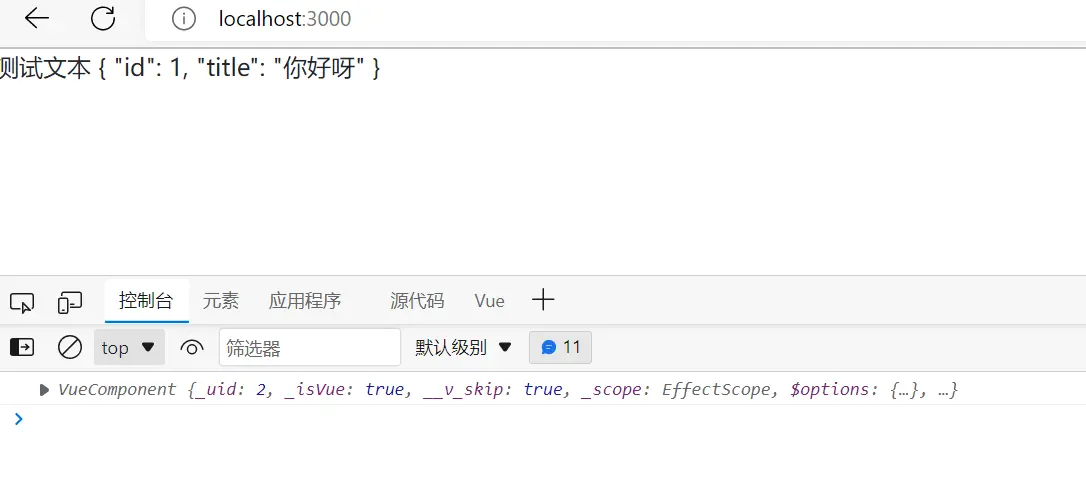 localhost:3000
测试文本 { "id": 1, "title": "你好呀" }
控制台 元素 应用程序 源代码 Vue
top 筛选器 默认级别 11
VueComponent {_uid: 2, _isVue: true, __v_skip: true, _scope: EffectScope, $options: {…}, …}